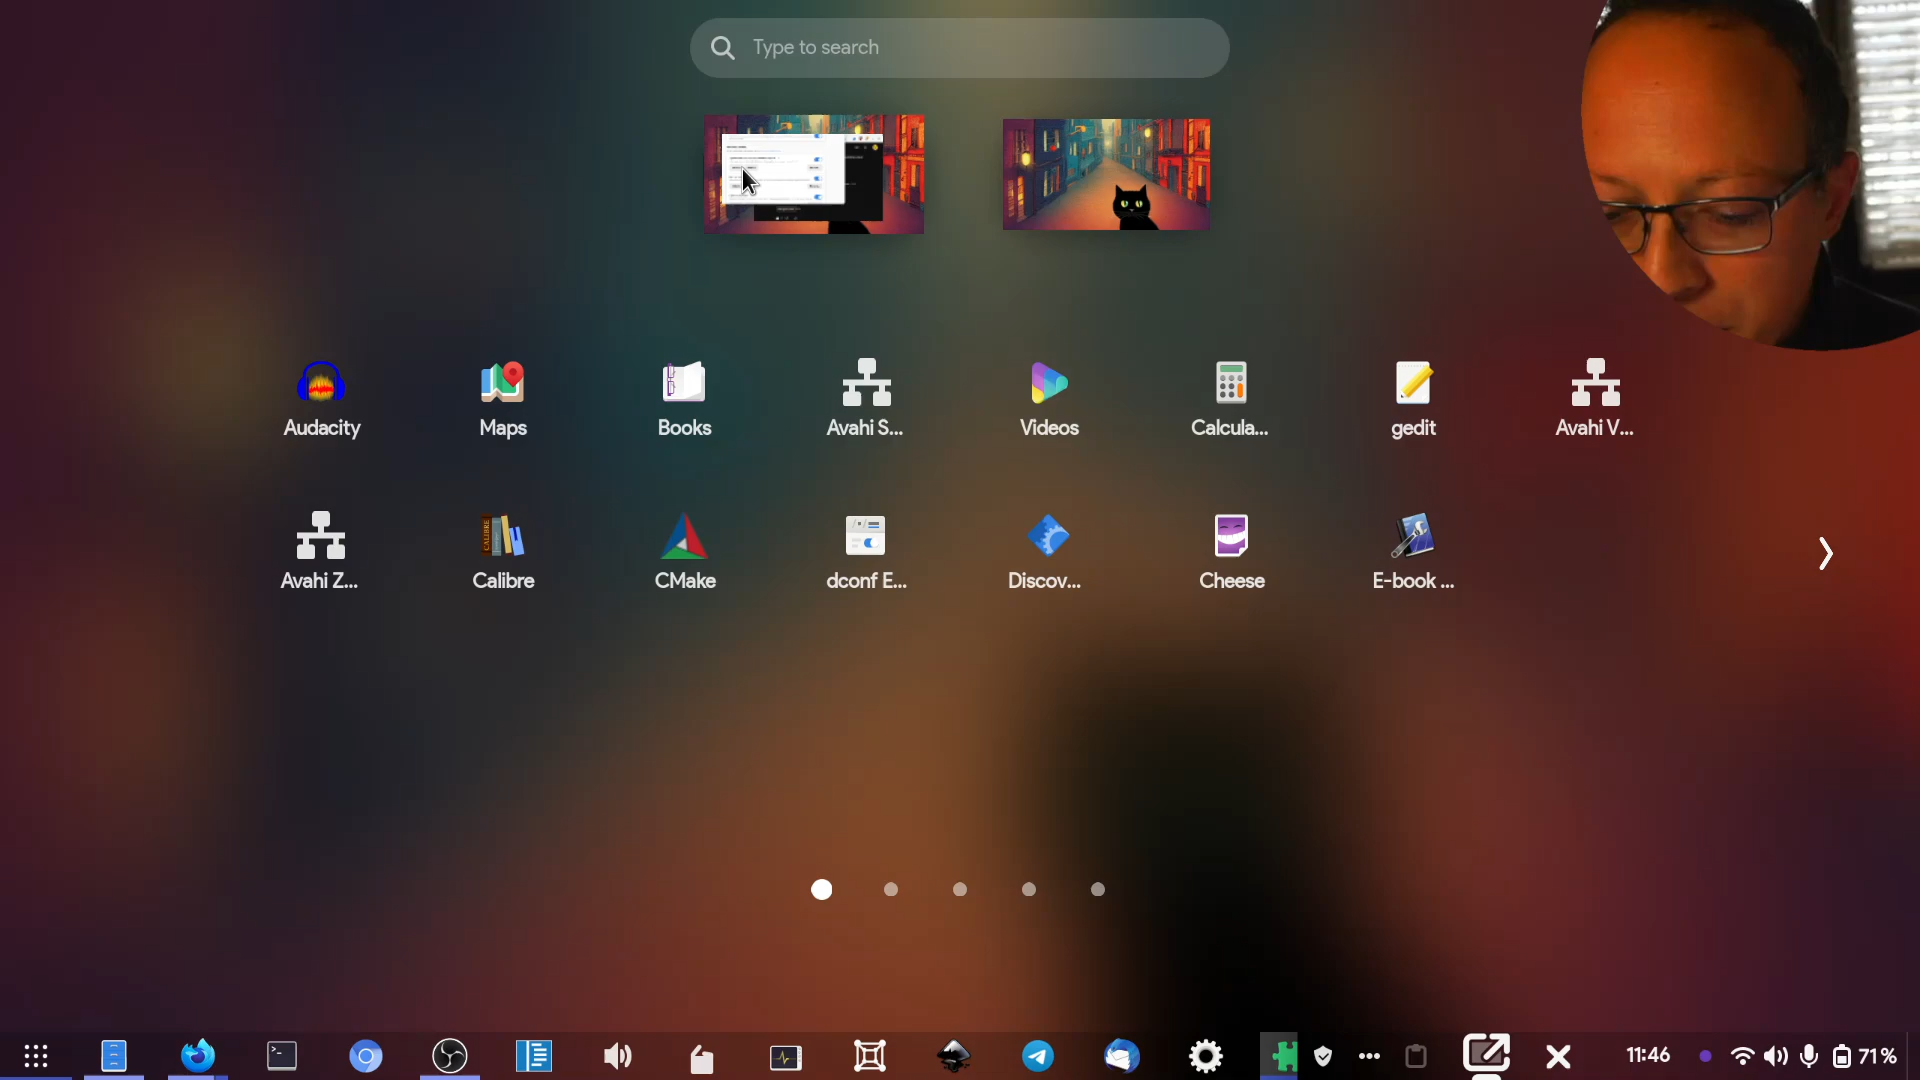 Type to search
Audacity
Maps
Books
Avahi S...
Videos
Calcula...
gedit
Avahi V...
Avahi Z...
Calibre
CMake
dconf E...
Discov...
Cheese
E-book ...
11:46
71 %